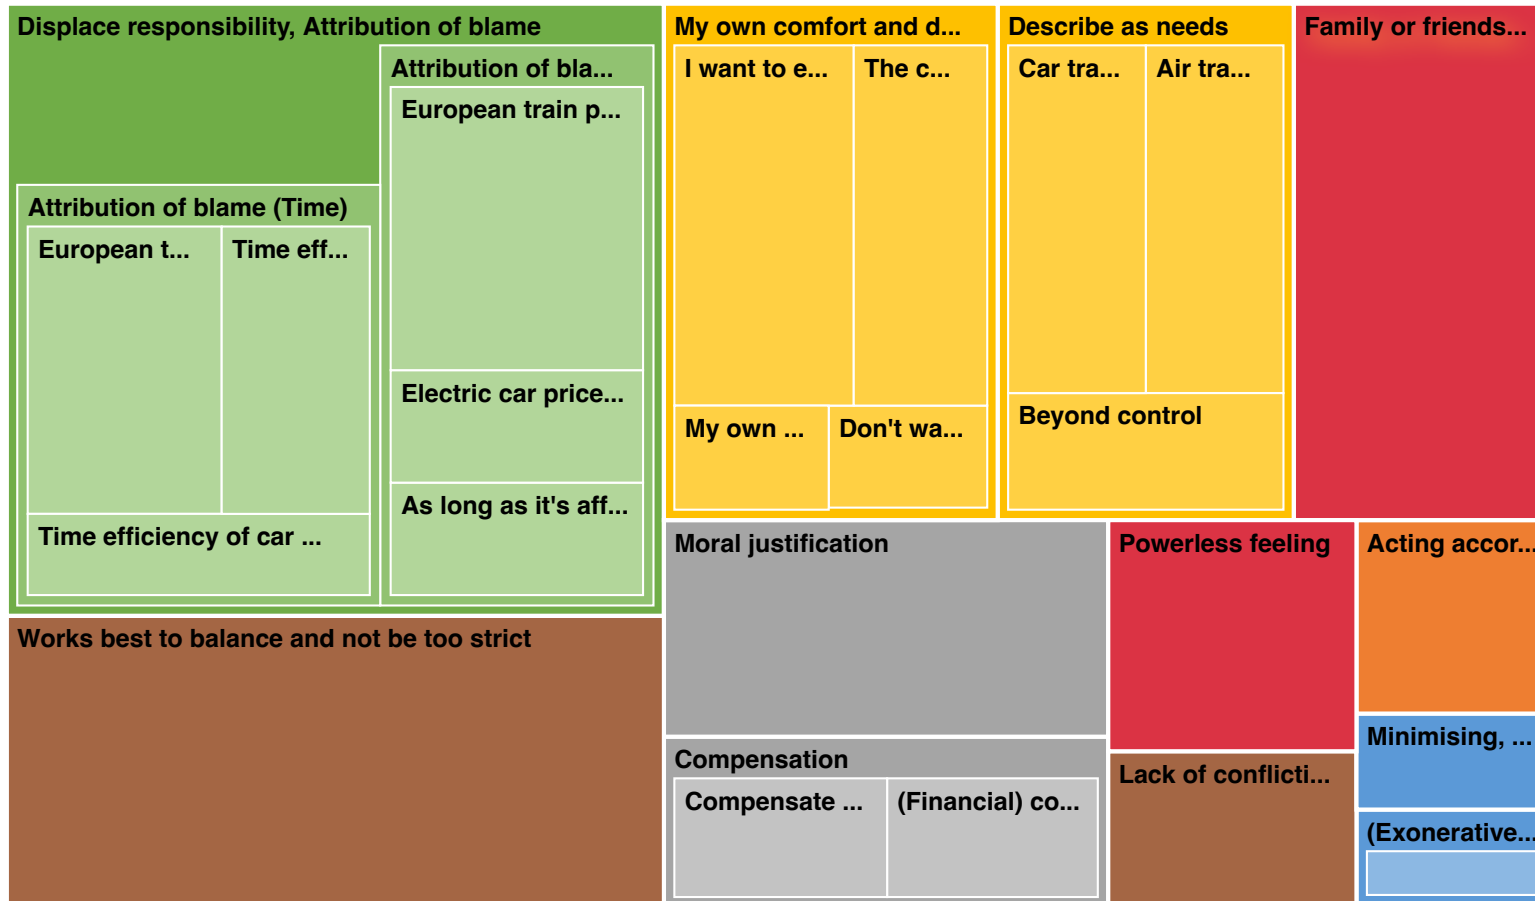 Displace responsibility, Attribution of blame
Attribution of bla...
European train p...
Electric car price...
As long as it's aff...
Attribution of blame (Time)
European t...
Time eff...
Time efficiency of car ...
Works best to balance and not be too strict
My own comfort and d...
I want to e...
The c...
My own ...
Don't wa...
Describe as needs
Car tra...
Air tra...
Beyond control
Family or friends...
Moral justification
Compensation
Compensate ...
(Financial) co...
Powerless feeling
Lack of conflicti...
Acting accor...
Minimising, ...
(Exonerative...